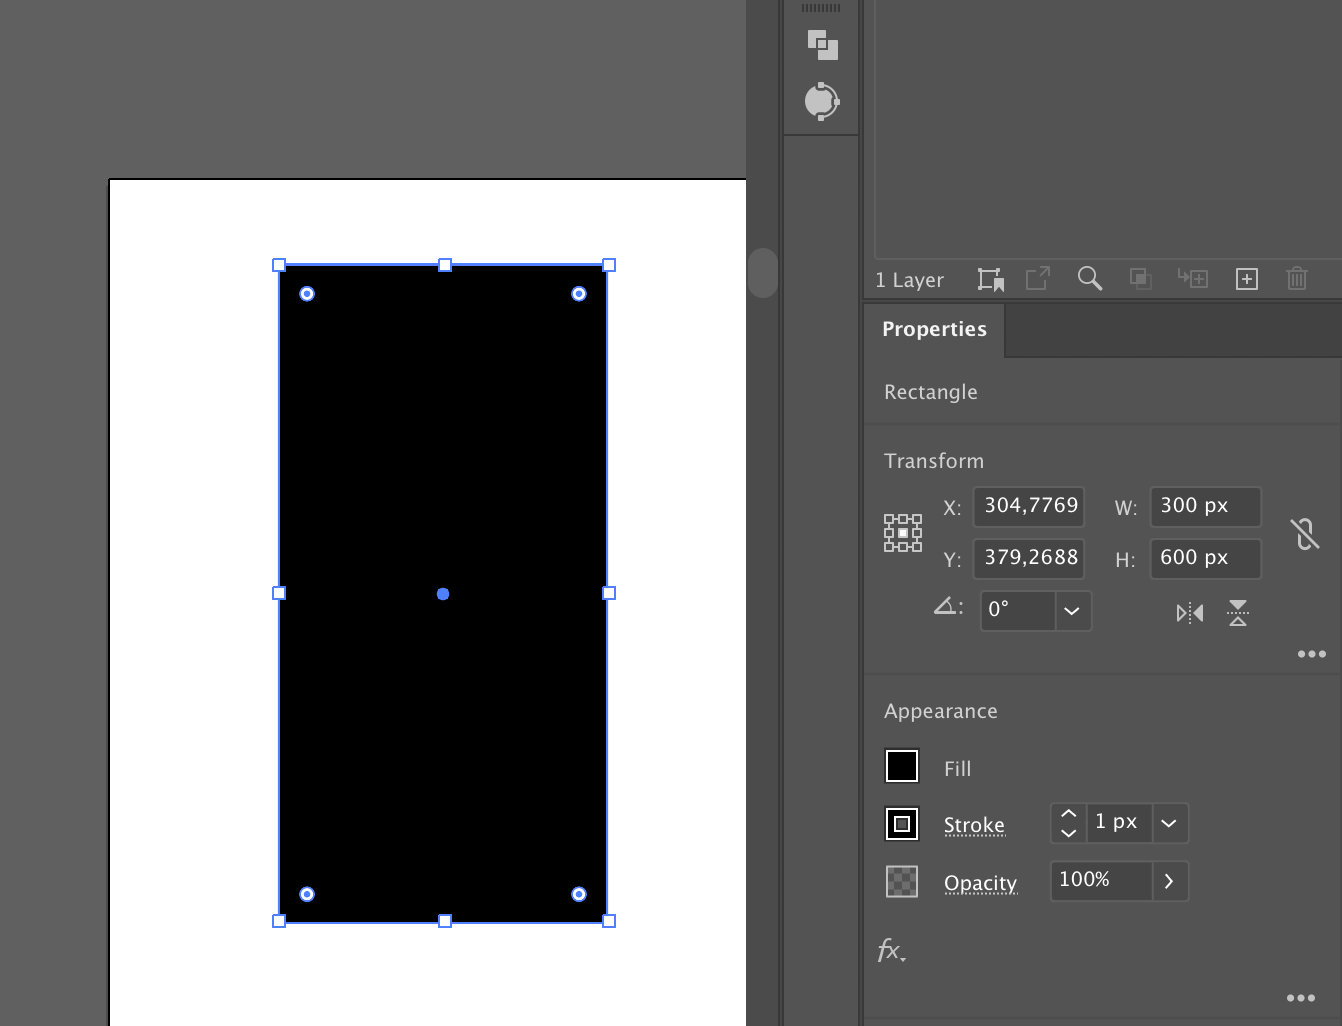 1 Layer
Properties
Rectangle
Transform
X: 304,7769 W: 300 px
Y: 379,2688 H: 600 px
: 0°
Appearance
Fill
Stroke 1 px
Opacity 100%
fx